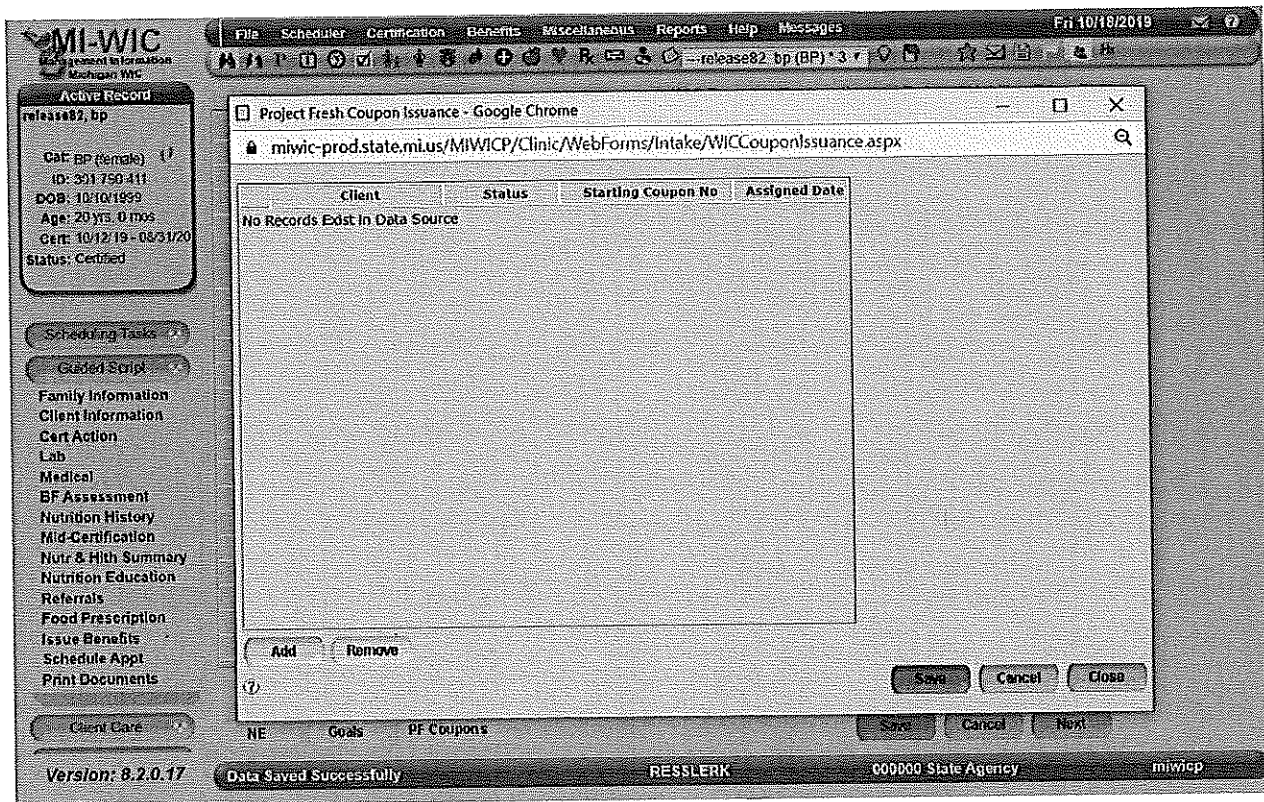 MI-WIC
Management Information
Michigan WIC
File Scheduler Certification Benefits Miscellaneous Reports Help Messages
Fri 10/18/2019
---release82, bp (BP) * 3
Active Record
release82, bp
Cat: BP (female)
ID: 301 750 411
DOB: 10/10/1999
Age: 20 yrs. 0 mos
Cert: 10/12/19 - 08/31/20
Status: Certified
Scheduling Tasks
Guided Script
Family Information
Client Information
Cert Action
Lab
Medical
BF Assessment
Nutrition History
Mid-Certification
Nutr & Hlth Summary
Nutrition Education
Referrals
Food Prescription
Issue Benefits
Schedule Appt
Print Documents
Client Care
Version: 8.2.0.17
Project Fresh Coupon Issuance - Google Chrome
miwic-prod.state.mi.us/MIWICP/Clinic/WebForms/Intake/WICCouponIssuance.aspx
Client Status Starting Coupon No Assigned Date
No Records Exist In Data Source
Add Remove
Save Cancel Close
NE Goals PF Coupons
Save Cancel Next
Data Saved Successfully RESSLERK 000000 State Agency miwicp